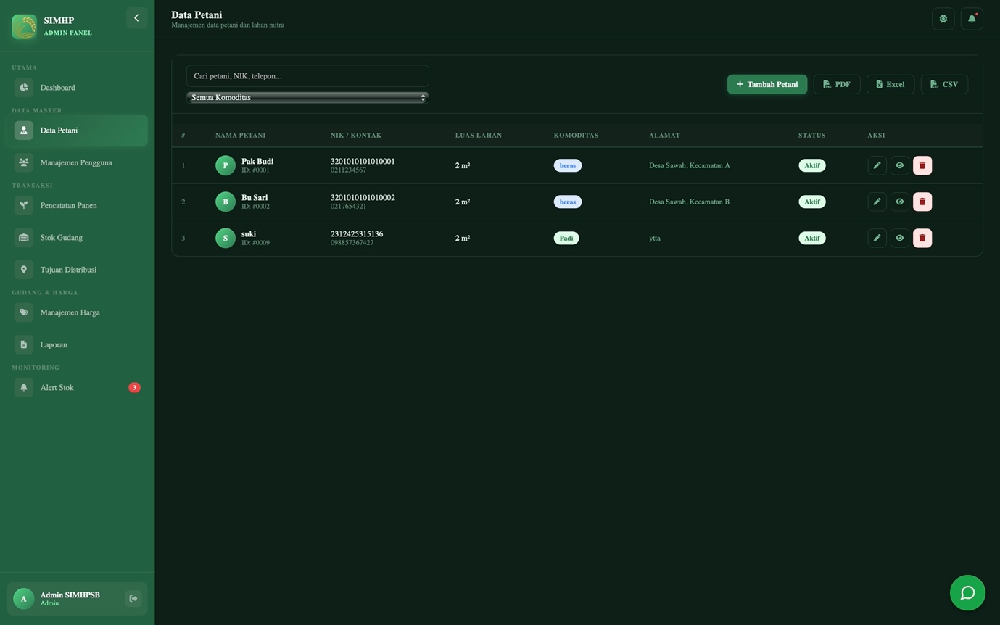 SIMHP
ADMIN PANEL
UTAMA
Dashboard
DATA MASTER
Data Petani
Manajemen Pengguna
TRANSAKSI
Pencatatan Panen
Stok Gudang
Tujuan Distribusi
GUDANG & HARGA
Manajemen Harga
Laporan
MONITORING
Alert Stok 3
A Admin SIMHPSB
Admin
Data Petani
Manajemen data petani dan lahan mitra
Cari petani, NIK, telepon...
Semua Komoditas
+ Tambah Petani PDF Excel CSV
# NAMA PETANI NIK / KONTAK LUAS LAHAN KOMODITAS ALAMAT STATUS AKSI
1 P Pak Budi 3201010101010001 2 m² beras Desa Sawah, Kecamatan A Aktif
ID: #0001 0211234567
2 B Bu Sari 3201010101010002 2 m² beras Desa Sawah, Kecamatan B Aktif
ID: #0002 0217654321
3 S suki 2312425315136 2 m² Padi ytta Aktif
ID: #0009 098857367427